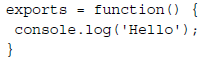 exports = function() {
 console.log('Hello');
}